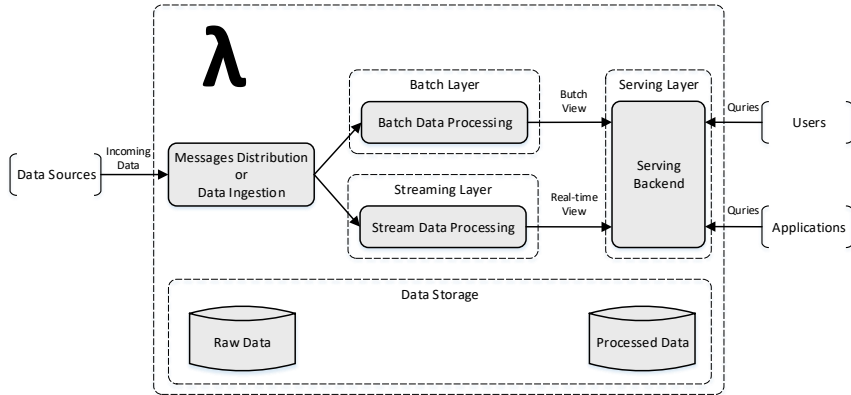 λ
Batch Layer
Batch Data Processing
Butch
View
Serving Layer
Serving
Backend
Quries
Users
Data Sources
Incoming
Data
Messages Distribution
or
Data Ingestion
Streaming Layer
Stream Data Processing
Real-time
View
Quries
Applications
Data Storage
Raw Data
Processed Data